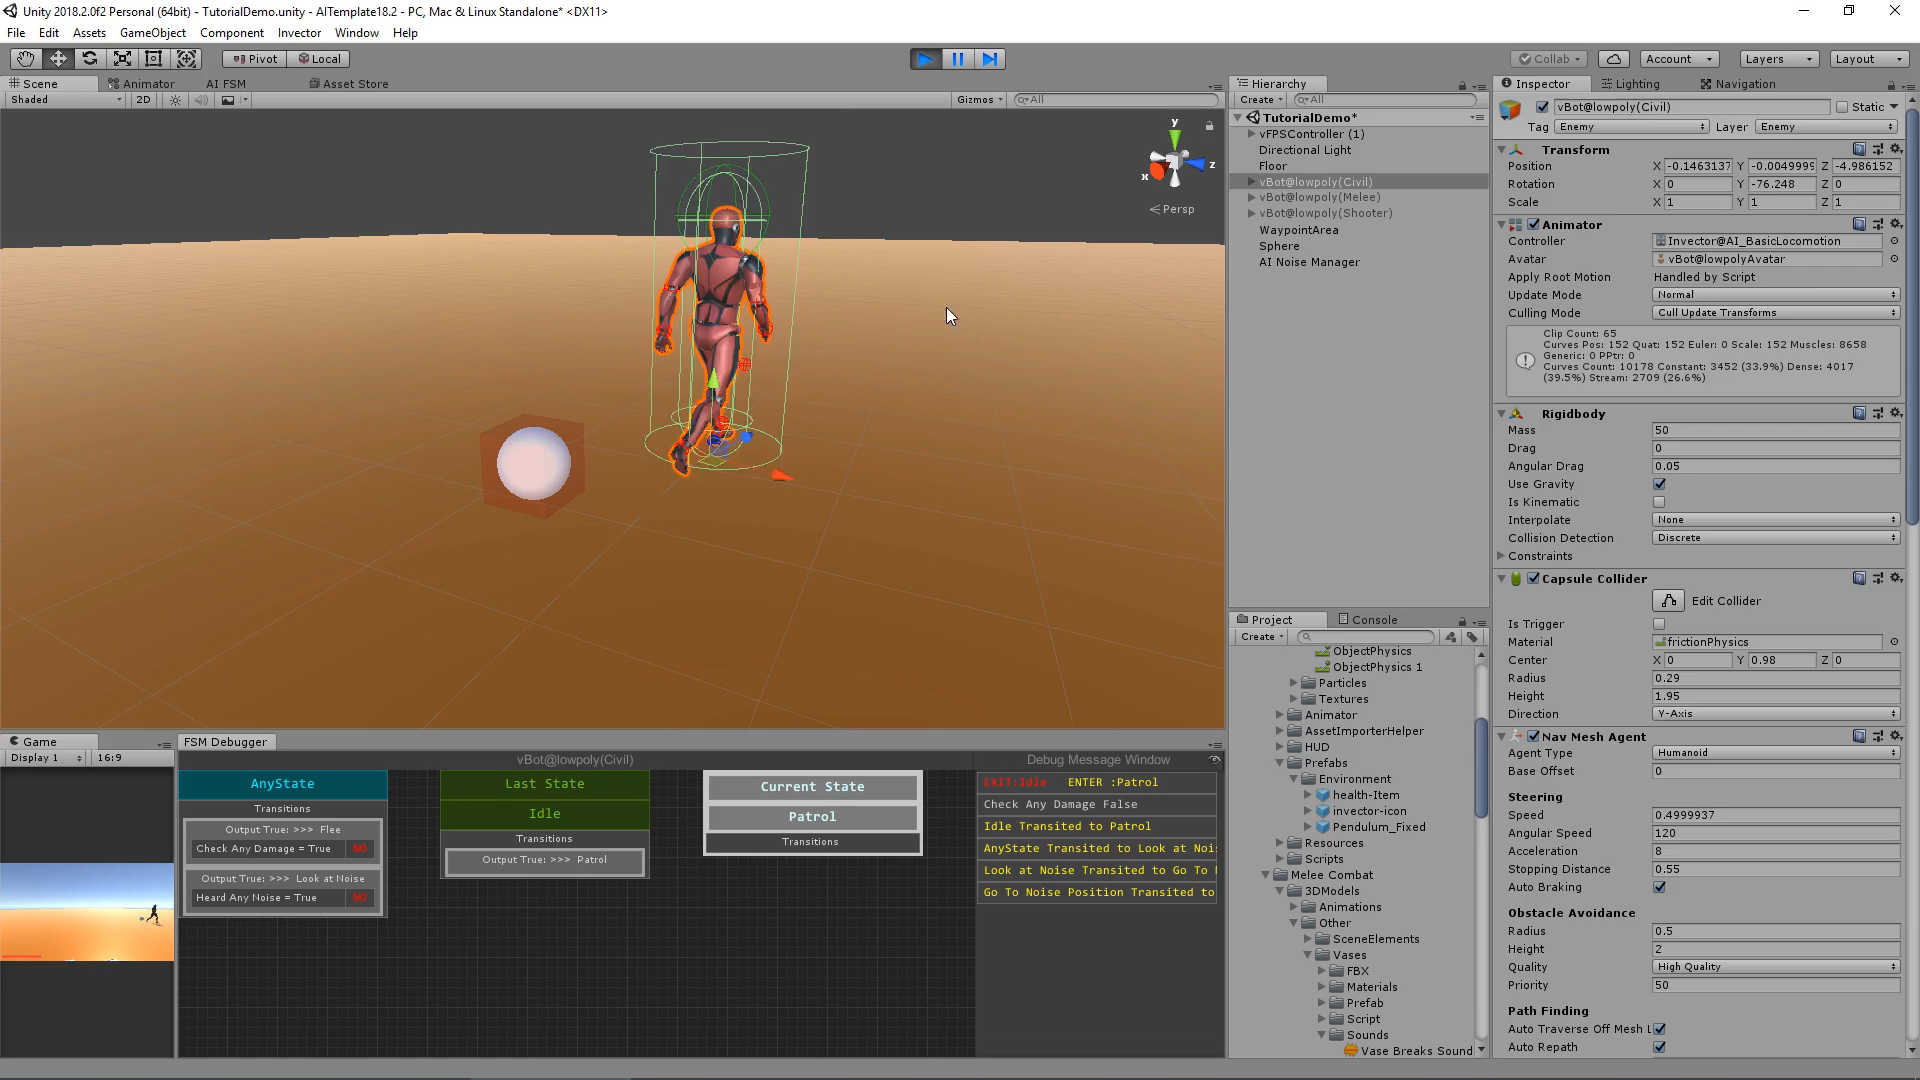 Unity 2018.2.0f2 Personal (64bit) - TutorialDemo.unity - AITemplate18.2 - PC, Mac & Linux Standalone* <DX11>
File Edit Assets GameObject Component Invector Window Help
Pivot Local Collab Account Layers Layout
Scene Animator AI FSM Asset Store
Shaded 2D Gizmos All
y
z
x
Persp
Hierarchy
Create All
TutorialDemo*
vFPSController (1)
Directional Light
Floor
vBot@lowpoly(Civil)
vBot@lowpoly(Melee)
vBot@lowpoly(Shooter)
WaypointArea
Sphere
AI Noise Manager
Project Console
Create
ObjectPhysics
ObjectPhysics 1
Particles
Textures
Animator
AssetImporterHelper
HUD
Prefabs
Environment
health-Item
invector-icon
Pendulum_Fixed
Resources
Scripts
Melee Combat
3DModels
Animations
Other
SceneElements
Vases
FBX
Materials
Prefab
Script
Sounds
Vase Breaks Sound
Inspector Lighting Navigation
vBot@lowpoly(Civil) Static
Tag Enemy Layer Enemy
Transform
Position X -0.1463137 Y -0.0049999 Z -4.986152
Rotation X 0 Y -76.248 Z 0
Scale X 1 Y 1 Z 1
Animator
Controller Invector@AI_BasicLocomotion
Avatar vBot@lowpolyAvatar
Apply Root Motion Handled by Script
Update Mode Normal
Culling Mode Cull Update Transforms
Clip Count: 65
Curves Pos: 152 Quat: 152 Euler: 0 Scale: 152 Muscles: 8658
Generic: 0 PPtr: 0
Curves Count: 10178 Constant: 3452 (33.9%) Dense: 4017
(39.5%) Stream: 2709 (26.6%)
Rigidbody
Mass 50
Drag 0
Angular Drag 0.05
Use Gravity
Is Kinematic
Interpolate None
Collision Detection Discrete
Constraints
Capsule Collider
Edit Collider
Is Trigger
Material frictionPhysics
Center X 0 Y 0.98 Z 0
Radius 0.29
Height 1.95
Direction Y-Axis
Nav Mesh Agent
Agent Type Humanoid
Base Offset 0
Steering
Speed 0.4999937
Angular Speed 120
Acceleration 8
Stopping Distance 0.55
Auto Braking
Obstacle Avoidance
Radius 0.5
Height 2
Quality High Quality
Priority 50
Path Finding
Auto Traverse Off Mesh L
Auto Repath
Game
Display 1 16:9
FSM Debugger
vBot@lowpoly(Civil)
AnyState
Transitions
Output True: >>> Flee
Check Any Damage = True NO
Output True: >>> Look at Noise
Heard Any Noise = True NO
Last State
Idle
Transitions
Output True: >>> Patrol
Current State
Patrol
Transitions
Debug Message Window
EXIT:Idle ENTER :Patrol
Check Any Damage False
Idle Transited to Patrol
AnyState Transited to Look at Noi
Look at Noise Transited to Go To
Go To Noise Position Transited to